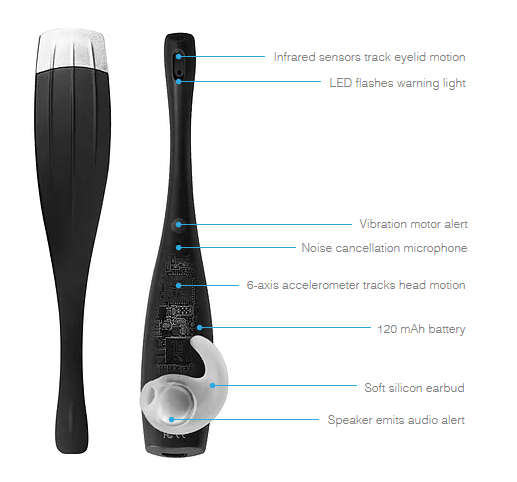 Infrared sensors track eyelid motion
LED flashes warning light
Vibration motor alert
Noise cancellation microphone
6-axis accelerometer tracks head motion
120 mAh battery
Soft silicon earbud
Speaker emits audio alert